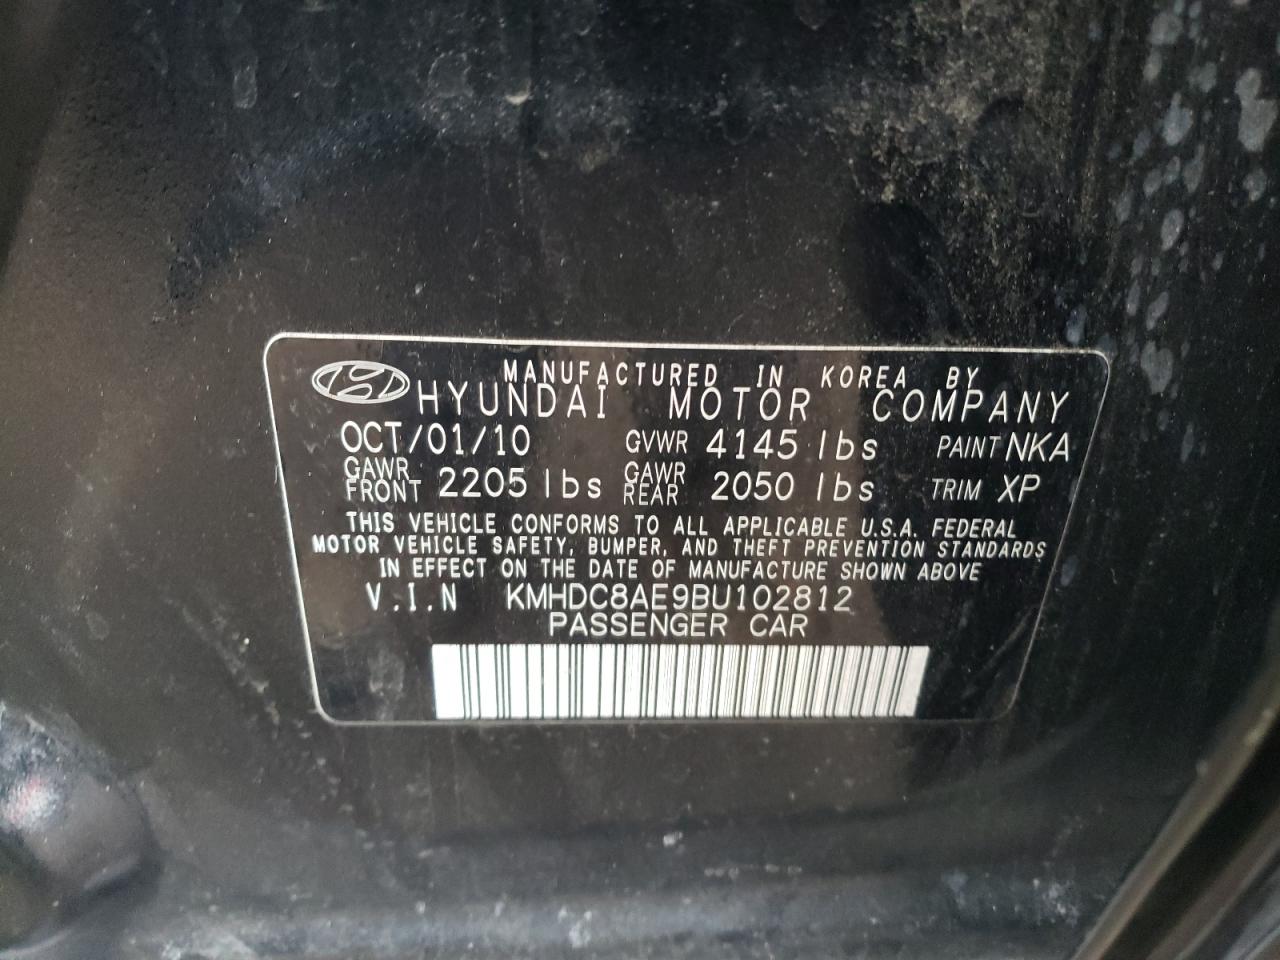 MANUFACTURED IN KOREA BY
HYUNDAI MOTOR COMPANY
OCT/01/10 GVWR 4145 lbs PAINT NKA
GAWR FRONT 2205 lbs GAWR REAR 2050 lbs TRIM XP
THIS VEHICLE CONFORMS TO ALL APPLICABLE U.S.A. FEDERAL
MOTOR VEHICLE SAFETY, BUMPER, AND THEFT PREVENTION STANDARDS
IN EFFECT ON THE DATE OF MANUFACTURE SHOWN ABOVE
V.I.N KMHDC8AE9BU102812
PASSENGER CAR